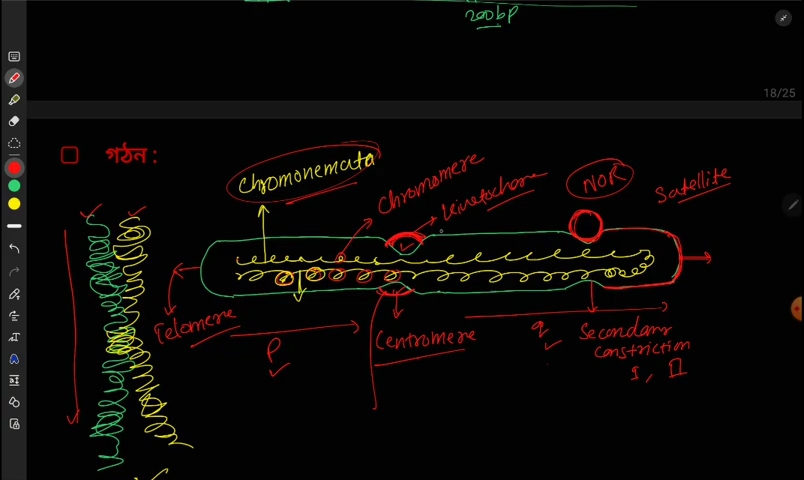 200bp
18/25
গঠন :
Chromonemata
Chromomere
Kinetochore
NOR
Satellite
Telomere
P
Centromere
q
Secondary
constriction
I, II